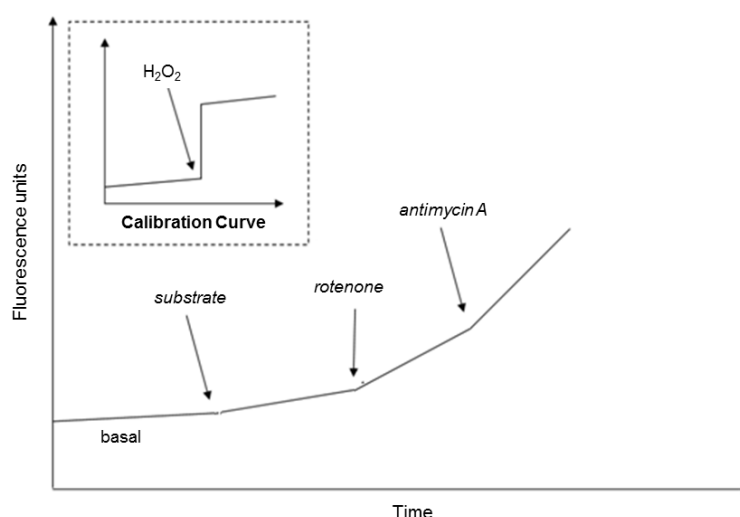 H₂O₂
Calibration Curve
antimycin A
rotenone
substrate
basal
Fluorescence units
Time